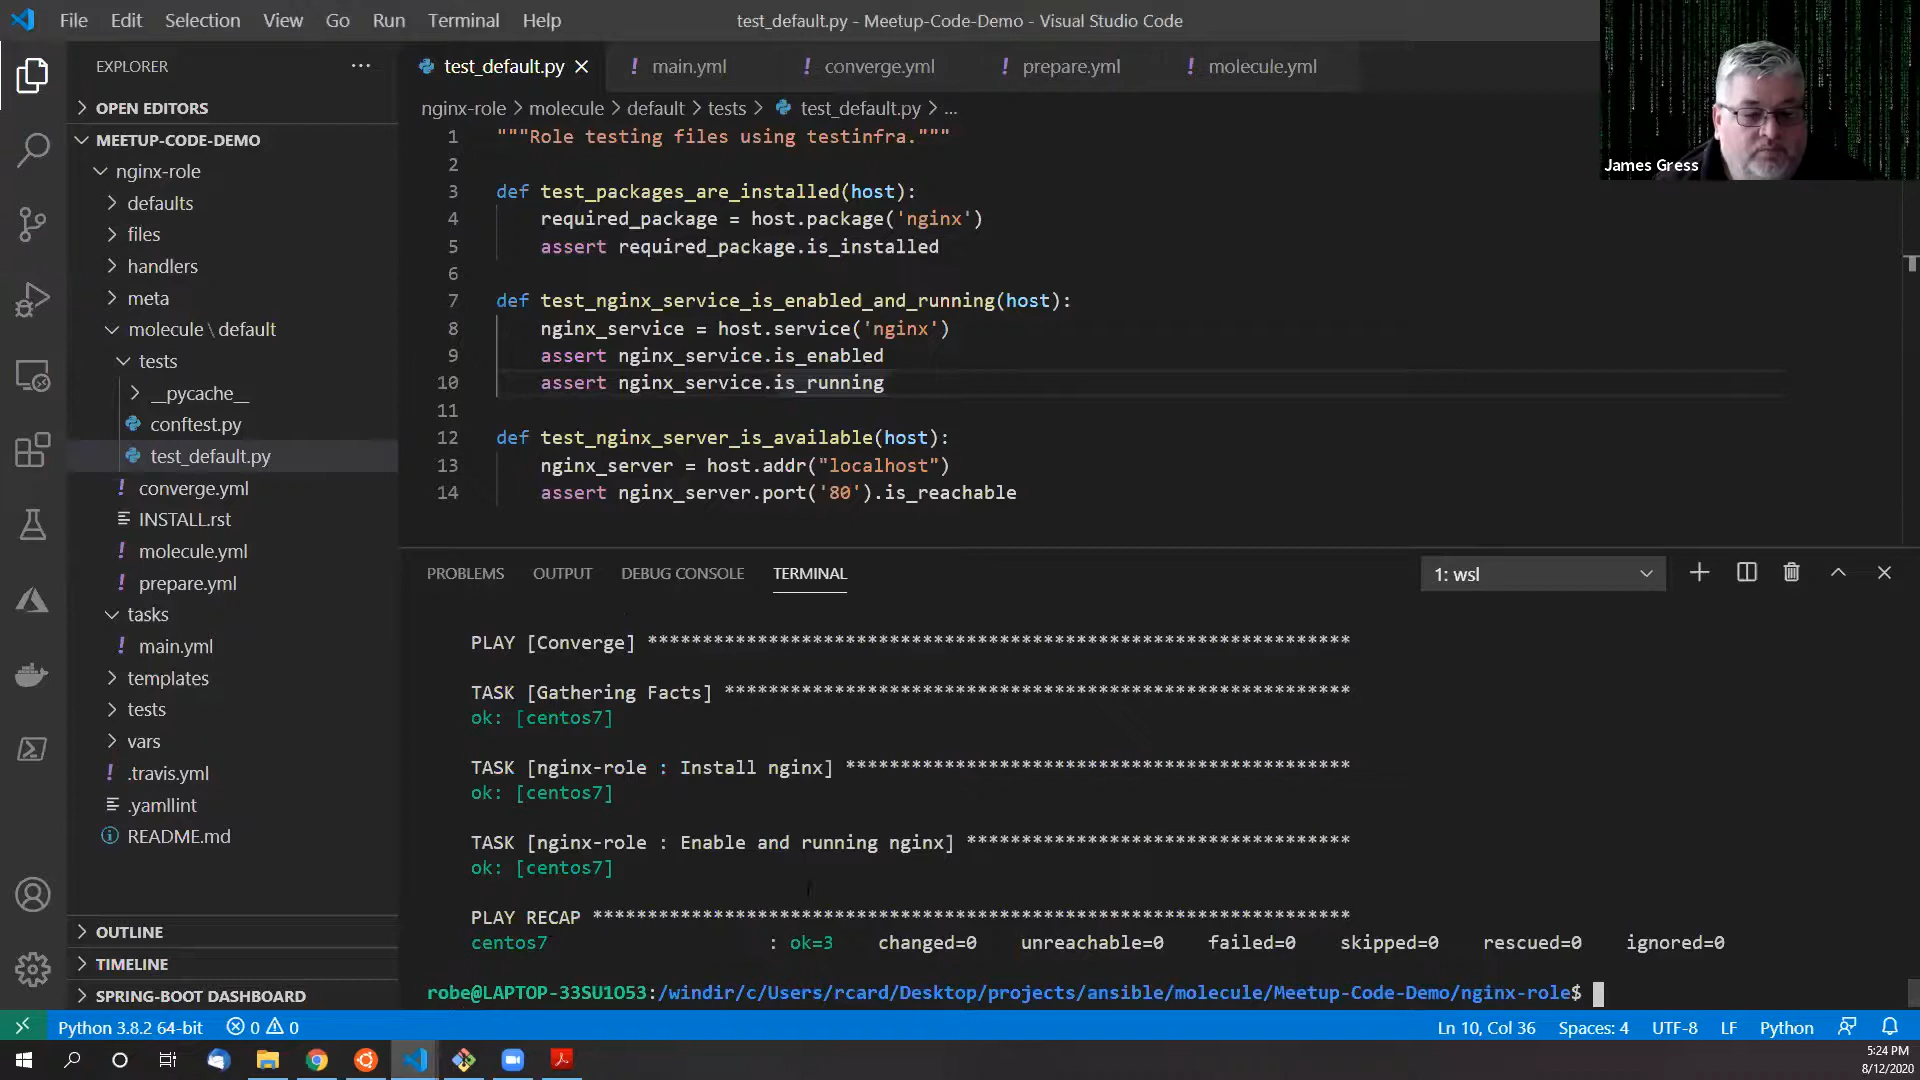 File Edit Selection View Go Run Terminal Help
test_default.py - Meetup-Code-Demo - Visual Studio Code
EXPLORER
OPEN EDITORS
MEETUP-CODE-DEMO
nginx-role
defaults
files
handlers
meta
molecule \ default
tests
__pycache__
conftest.py
test_default.py
converge.yml
INSTALL.rst
molecule.yml
prepare.yml
tasks
main.yml
templates
tests
vars
.travis.yml
.yamllint
README.md
OUTLINE
TIMELINE
SPRING-BOOT DASHBOARD
test_default.py ! main.yml ! converge.yml ! prepare.yml ! molecule.yml
nginx-role > molecule > default > tests > test_default.py > ...
1 """Role testing files using testinfra."""
2
3 def test_packages_are_installed(host):
4 required_package = host.package('nginx')
5 assert required_package.is_installed
6
7 def test_nginx_service_is_enabled_and_running(host):
8 nginx_service = host.service('nginx')
9 assert nginx_service.is_enabled
10 assert nginx_service.is_running
11
12 def test_nginx_server_is_available(host):
13 nginx_server = host.addr("localhost")
14 assert nginx_server.port('80').is_reachable
James Gress
PROBLEMS OUTPUT DEBUG CONSOLE TERMINAL
1: wsl
PLAY [Converge] ****************************************************************
TASK [Gathering Facts] *********************************************************
ok: [centos7]
TASK [nginx-role : Install nginx] **********************************************
ok: [centos7]
TASK [nginx-role : Enable and running nginx] ***********************************
ok: [centos7]
PLAY RECAP *********************************************************************
centos7 : ok=3 changed=0 unreachable=0 failed=0 skipped=0 rescued=0 ignored=0
robe@LAPTOP-33SU1O53:/windir/c/Users/rcard/Desktop/projects/ansible/molecule/Meetup-Code-Demo/nginx-role$
Python 3.8.2 64-bit 0 0 Ln 10, Col 36 Spaces: 4 UTF-8 LF Python
5:24 PM
8/12/2020